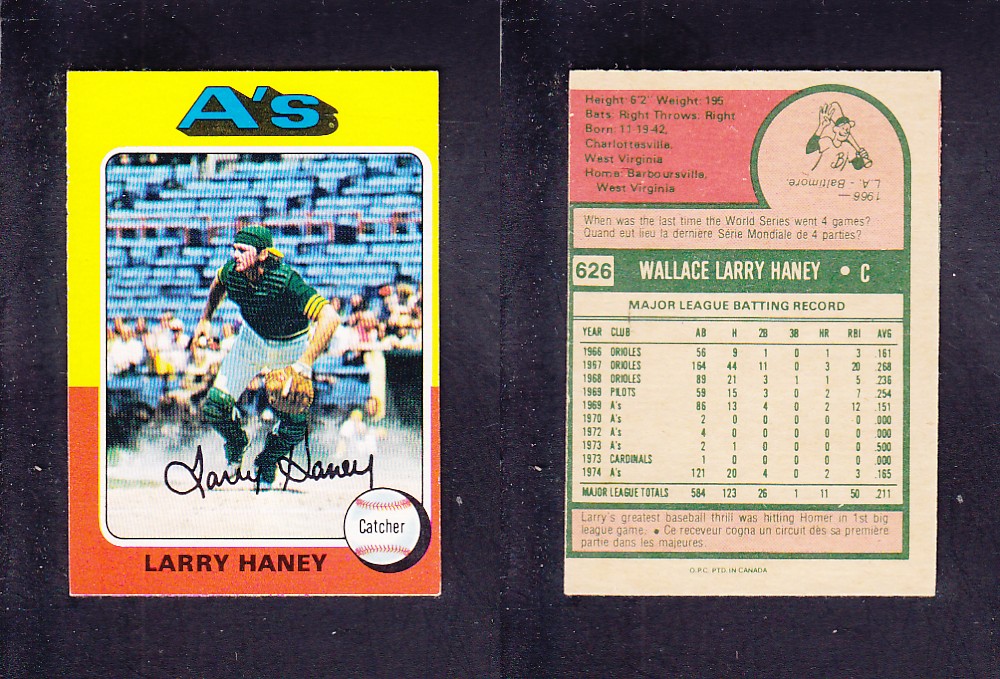 A's
Larry Haney
Catcher
LARRY HANEY
Height: 6'2" Weight: 195
Bats: Right Throws: Right
Born: 11-19-42,
Charlottesville,
West Virginia
Home: Barboursville,
West Virginia
1966 —
L.A. - Baltimore.
When was the last time the World Series went 4 games?
Quand eut lieu la dernière Série Mondiale de 4 parties?
626 WALLACE LARRY HANEY • C
MAJOR LEAGUE BATTING RECORD
YEAR CLUB AB H 2B 3B HR RBI AVG
1966 ORIOLES 56 9 1 0 1 3 .161
1967 ORIOLES 164 44 11 0 3 20 .268
1968 ORIOLES 89 21 3 1 1 5 .236
1969 PILOTS 59 15 3 0 2 7 .254
1969 A's 86 13 4 0 2 12 .151
1970 A's 2 0 0 0 0 0 .000
1972 A's 4 0 0 0 0 0 .000
1973 A's 2 1 0 0 0 0 .500
1973 CARDINALS 1 0 0 0 0 0 .000
1974 A's 121 20 4 0 2 3 .165
MAJOR LEAGUE TOTALS 584 123 26 1 11 50 .211
Larry's greatest baseball thrill was hitting Homer in 1st big
league game. • Ce receveur cogna un circuit dès sa première
partie dans les majeures.
O.P.C. PTD. IN CANADA